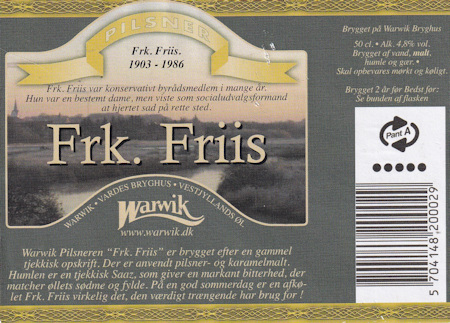 PILSNER
Frk. Friis.
1903 - 1986
Frk. Friis var konservativt byrådsmedlem i mange år.
Hun var en bestemt dame, men viste som socialudvalgsformand
at hjertet sad på rette sted.
Frk. Friis
WARWIK • VARDES BRYGHUS • VESTJYLLANDS ØL
Warwik
www.warwik.dk
Warwik Pilsneren "Frk. Friis" er brygget efter en gammel
tjekkisk opskrift. Der er anvendt pilsner- og karamelmalt.
Humlen er en tjekkisk Saaz, som giver en markant bitterhed, der
matcher øllets sødme og fylde. På en god sommerdag er en afkø-
let Frk. Friis virkelig det, den værdigt trængende har brug for !
Brygget på Warwik Bryghus
50 cl. • Alk. 4,8% vol.
Brygget af vand, malt,
humle og gær. •
Skal opbevares mørkt og køligt.
Brygget 2 år før Bedst før:
Se bunden af flasken
Pant A
5 704148 200029